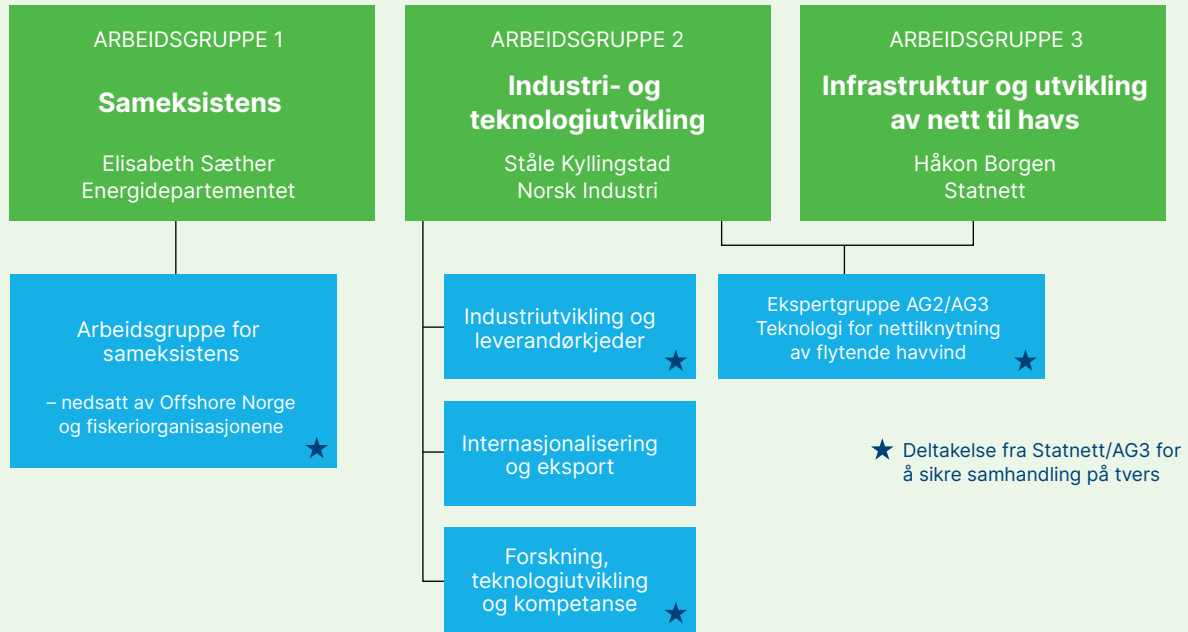 ARBEIDSGRUPPE 1
Sameksistens
Elisabeth Sæther
Energidepartementet
ARBEIDSGRUPPE 2
Industri- og
teknologiutvikling
Ståle Kyllingstad
Norsk Industri
ARBEIDSGRUPPE 3
Infrastruktur og utvikling
av nett til havs
Håkon Borgen
Statnett
Arbeidsgruppe for
sameksistens
– nedsatt av Offshore Norge
og fiskeriorganisasjonene
Industriutvikling og
leverandørkjeder
Internasjonalisering
og eksport
Forskning,
teknologiutvikling
og kompetanse
Ekspertgruppe AG2/AG3
Teknologi for nettilknytning
av flytende havvind
★ Deltakelse fra Statnett/AG3 for
å sikre samhandling på tvers